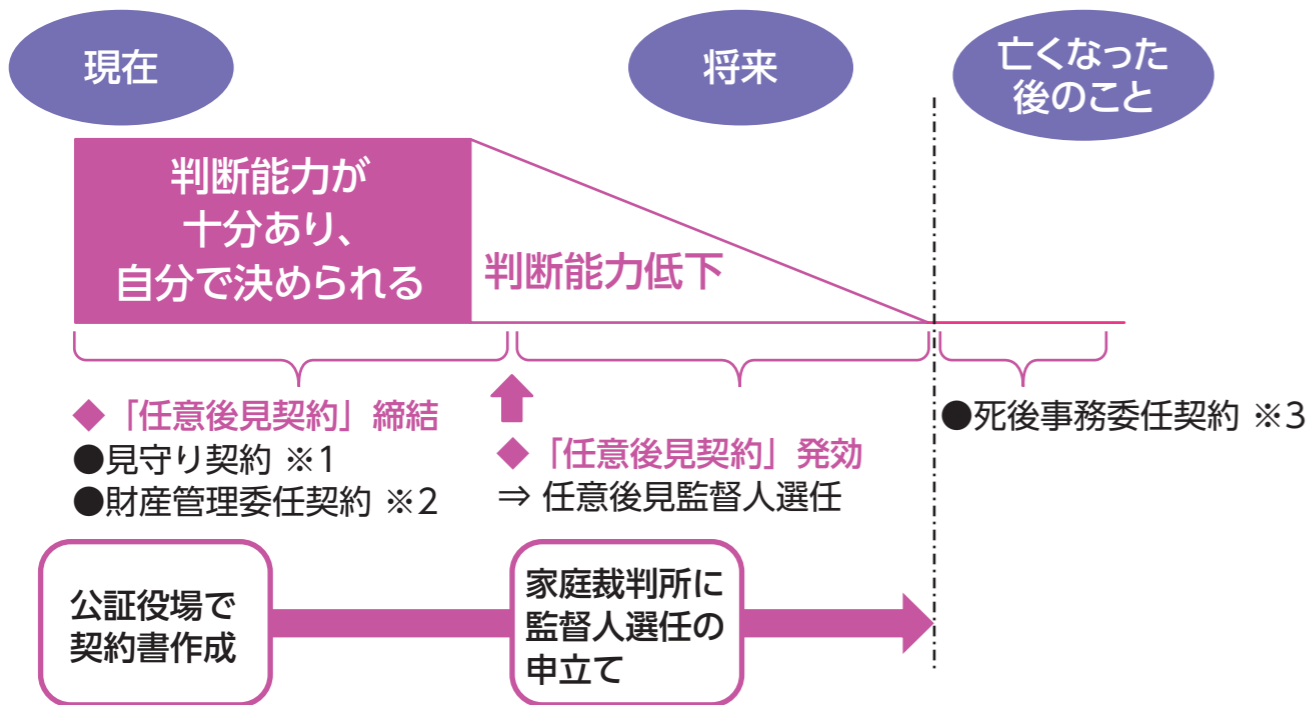 現在
将来
亡くなった
後のこと
判断能力が
十分あり、
自分で決められる
判断能力低下
◆「任意後見契約」締結
●見守り契約 ※1
●財産管理委任契約 ※2
◆「任意後見契約」発効
⇒ 任意後見監督人選任
●死後事務委任契約 ※3
公証役場で
契約書作成
家庭裁判所に
監督人選任の
申立て